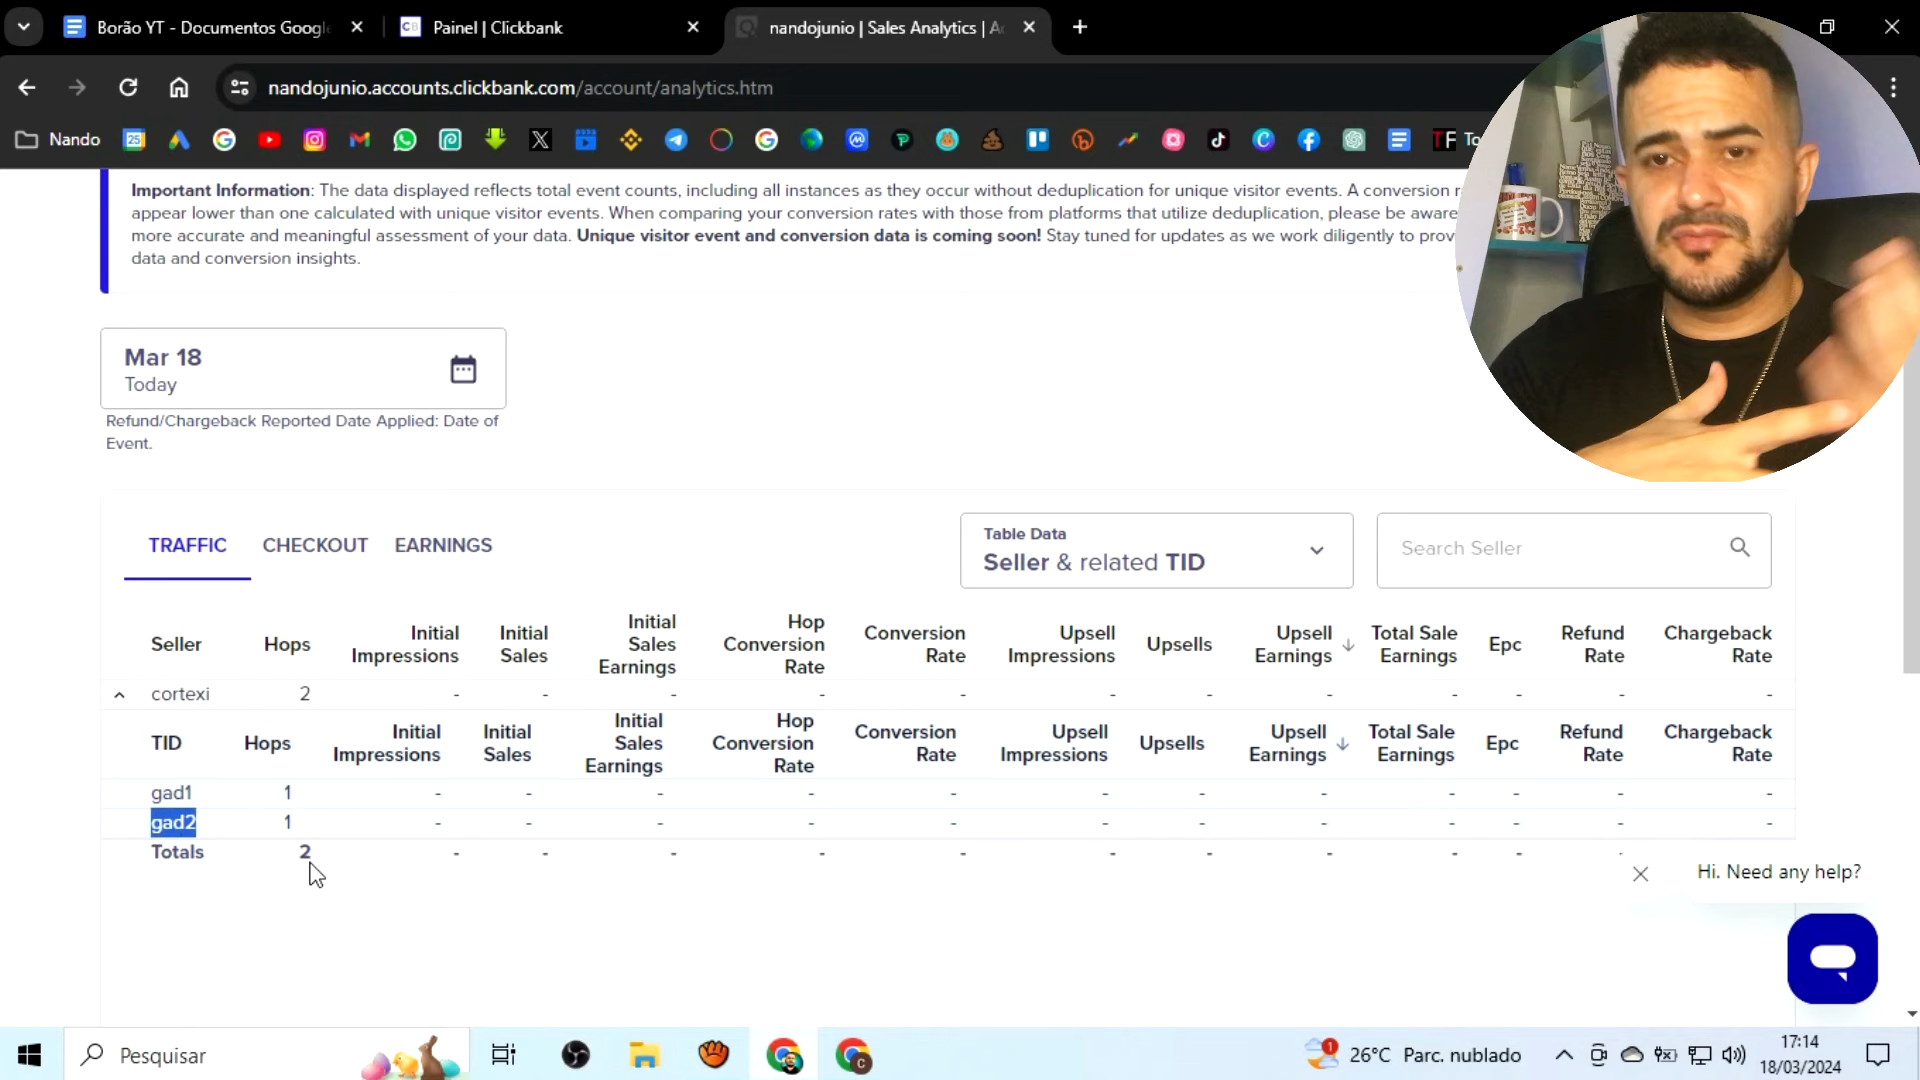 Borão YT - Documentos Googl
Painel | Clickbank
nandojunio | Sales Analytics | A
nandojunio.accounts.clickbank.com/account/analytics.htm
Nando
Important Information: The data displayed reflects total event counts, including all instances as they occur without deduplication for unique visitor events. A conversion
appear lower than one calculated with unique visitor events. When comparing your conversion rates with those from platforms that utilize deduplication, please be aware
more accurate and meaningful assessment of your data. Unique visitor event and conversion data is coming soon! Stay tuned for updates as we work diligently to
data and conversion insights.
Mar 18
Today
Refund/Chargeback Reported Date Applied: Date of
Event.
TRAFFIC CHECKOUT EARNINGS
Table Data
Seller & related TID
Search Seller
Seller Hops Initial Impressions Initial Sales Initial Sales Earnings Hop Conversion Rate Conversion Rate Upsell Impressions Upsells Upsell Earnings Total Sale Earnings Epc Refund Rate Chargeback Rate
cortexi 2 - - - - - - - - - - - -
TID Hops Initial Impressions Initial Sales Initial Sales Earnings Hop Conversion Rate Conversion Rate Upsell Impressions Upsells Upsell Earnings Total Sale Earnings Epc Refund Rate Chargeback Rate
gad1 1 - - - - - - - - - - - -
gad2 1 - - - - - - - - - - - -
Totals 2 - - - - - - - - - - - -
Hi. Need any help?
Pesquisar
26°C Parc. nublado
17:14
18/03/2024